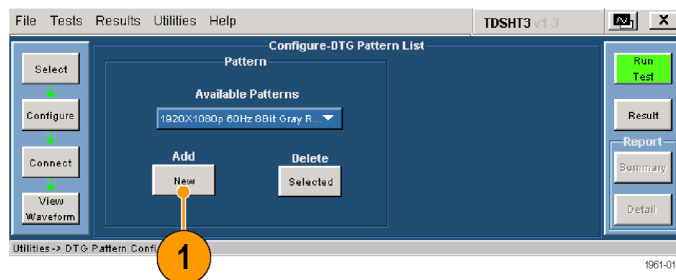 File Tests Results Utilities Help TDSHT3 v1-3 X
Configure-DTG Pattern List
Pattern
Available Patterns
1920X1080p 60Hz 8Bit Gray R...
Add
New
Delete
Selected
Select
Configure
Connect
View
Waveform
Run
Test
Result
Report
Summary
Detail
Utilities-> DTG Pattern
1
1961-01